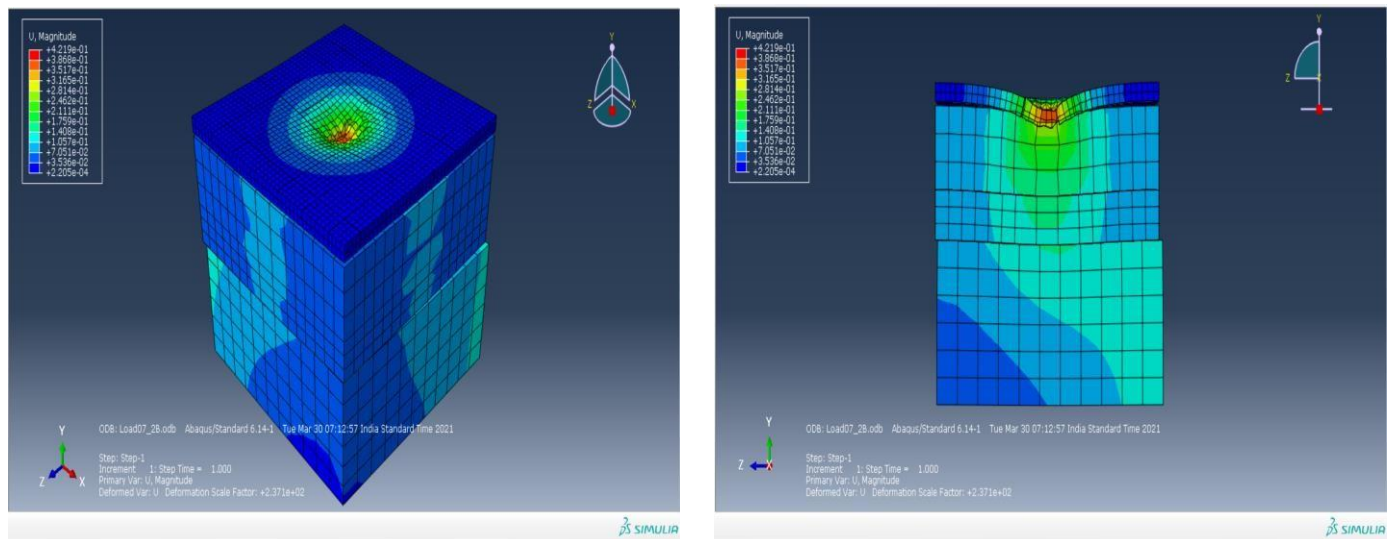 U, Magnitude
+4.219e-01
+3.868e-01
+3.517e-01
+3.165e-01
+2.814e-01
+2.462e-01
+2.111e-01
+1.759e-01
+1.408e-01
+1.057e-01
+7.051e-02
+3.536e-02
+2.205e-04
Y
Z
X
Y
Z
X
ODB: Load07_2B.odb Abaqus/Standard 6.14-1 Tue Mar 30 07:12:57 India Standard Time 2021
Step: Step-1
Increment 1: Step Time = 1.000
Primary Var: U, Magnitude
Deformed Var: U Deformation Scale Factor: +2.371e+02
SIMULIA
U, Magnitude
+4.219e-01
+3.868e-01
+3.517e-01
+3.165e-01
+2.814e-01
+2.462e-01
+2.111e-01
+1.759e-01
+1.408e-01
+1.057e-01
+7.051e-02
+3.536e-02
+2.205e-04
Y
Z
Y
Z
X
ODB: Load07_2B.odb Abaqus/Standard 6.14-1 Tue Mar 30 07:12:57 India Standard Time 2021
Step: Step-1
Increment 1: Step Time = 1.000
Primary Var: U, Magnitude
Deformed Var: U Deformation Scale Factor: +2.371e+02
SIMULIA